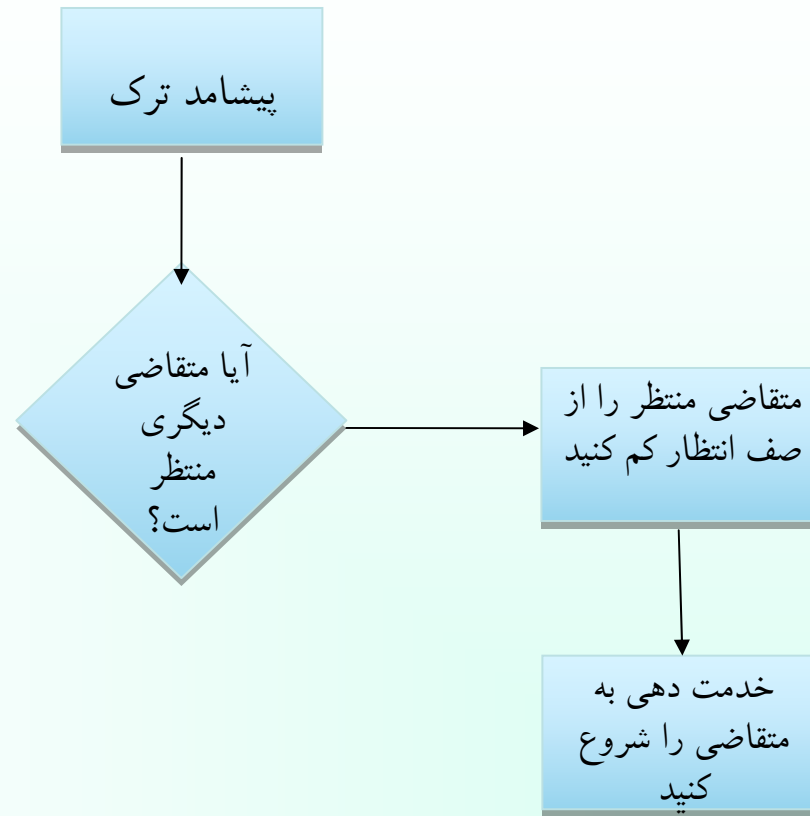 پیشامد ترک
آیا متقاضی
دیگری
منتظر
است؟
متقاضی منتظر را از
صف انتظار کم کنید
خدمت دهی به
متقاضی را شروع
کنید